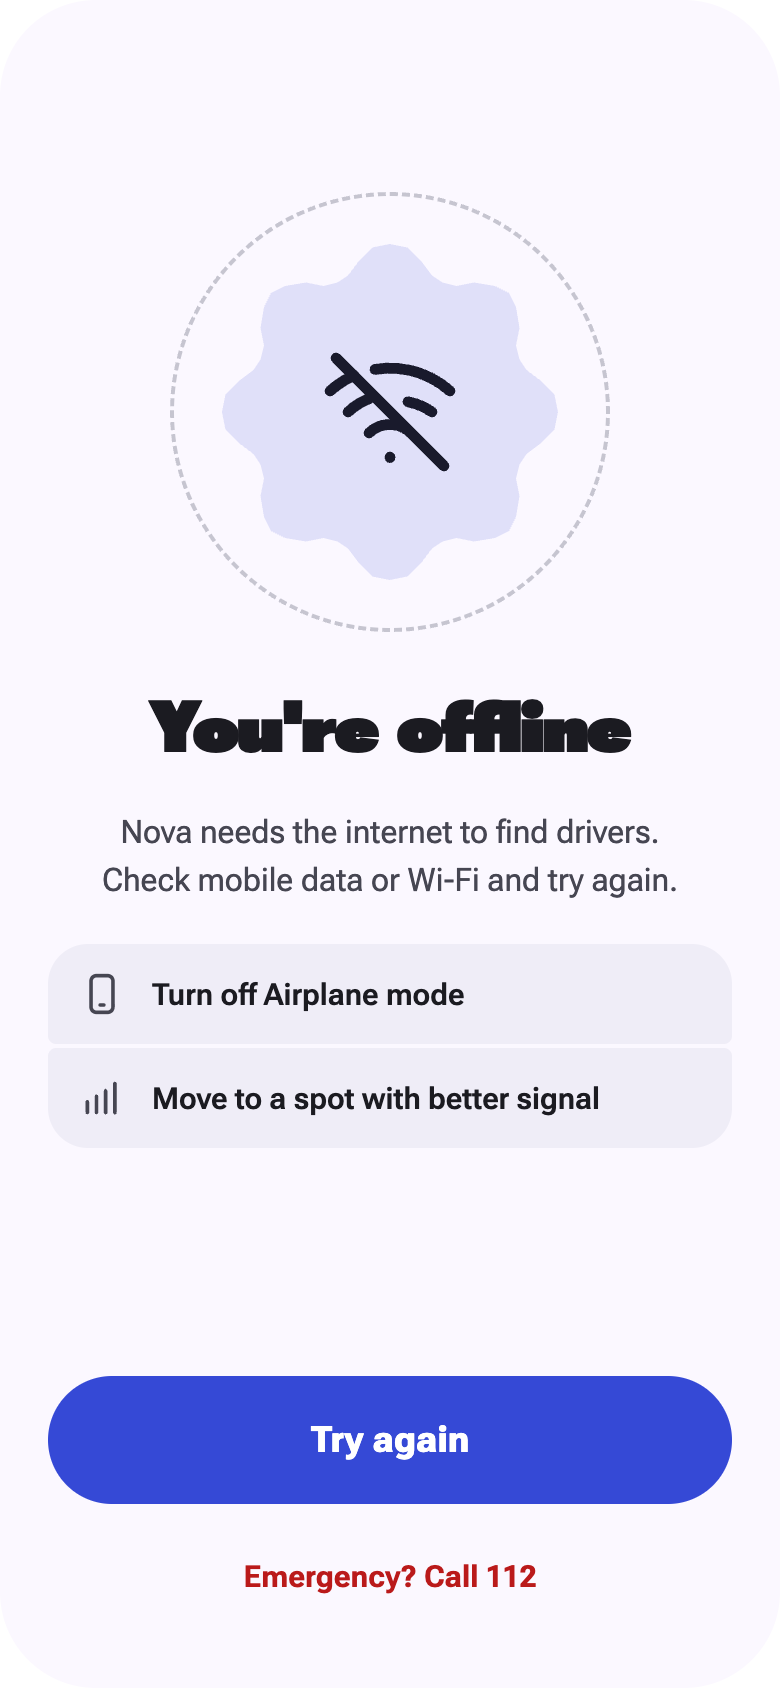 You're offline
Nova needs the internet to find drivers.
Check mobile data or Wi-Fi and try again.
Turn off Airplane mode
Move to a spot with better signal
Try again
Emergency? Call 112